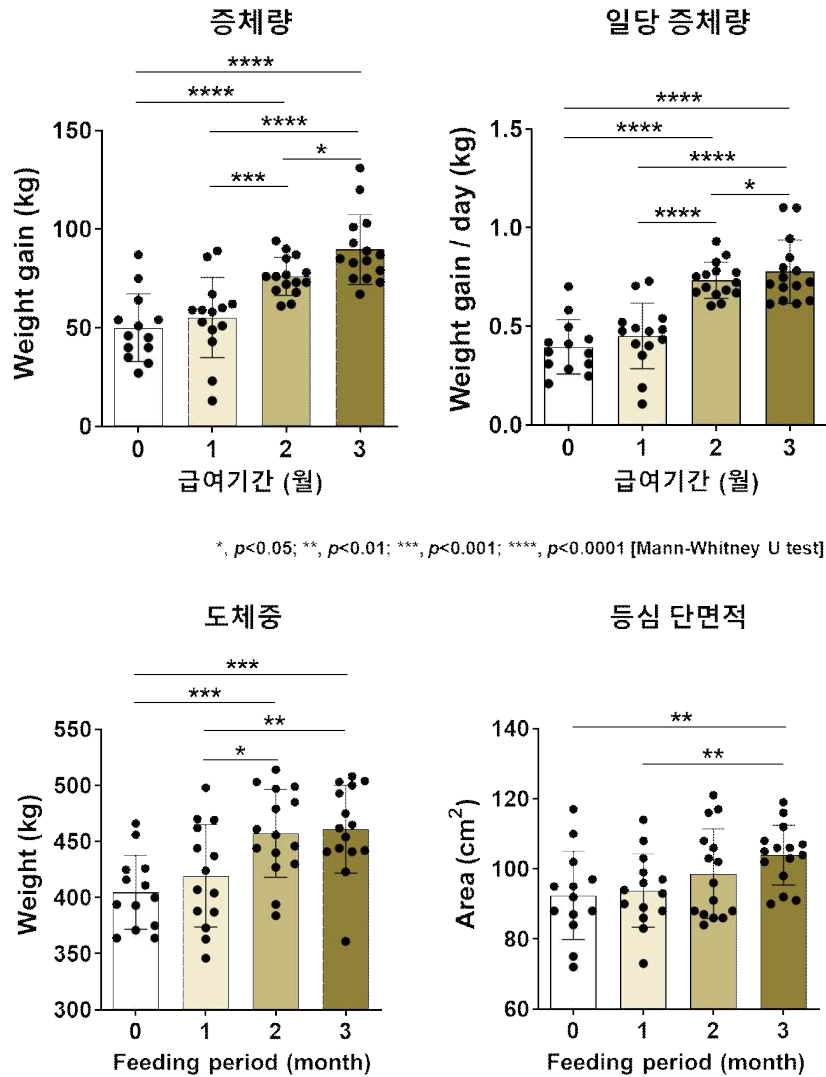 증체량
일당 증체량
****
****
****
*
***
Weight gain (kg)
150
100
50
0
0 1 2 3
급여기간 (월)
****
****
****
*
****
Weight gain / day (kg)
1.5
1.0
0.5
0.0
0 1 2 3
급여기간 (월)
*, p<0.05; **, p<0.01; ***, p<0.001; ****, p<0.0001 [Mann-Whitney U test]
도체중
등심 단면적
***
***
**
*
Weight (kg)
550
500
450
400
350
300
0 1 2 3
Feeding period (month)
**
**
Area (cm²)
140
120
100
80
60
0 1 2 3
Feeding period (month)